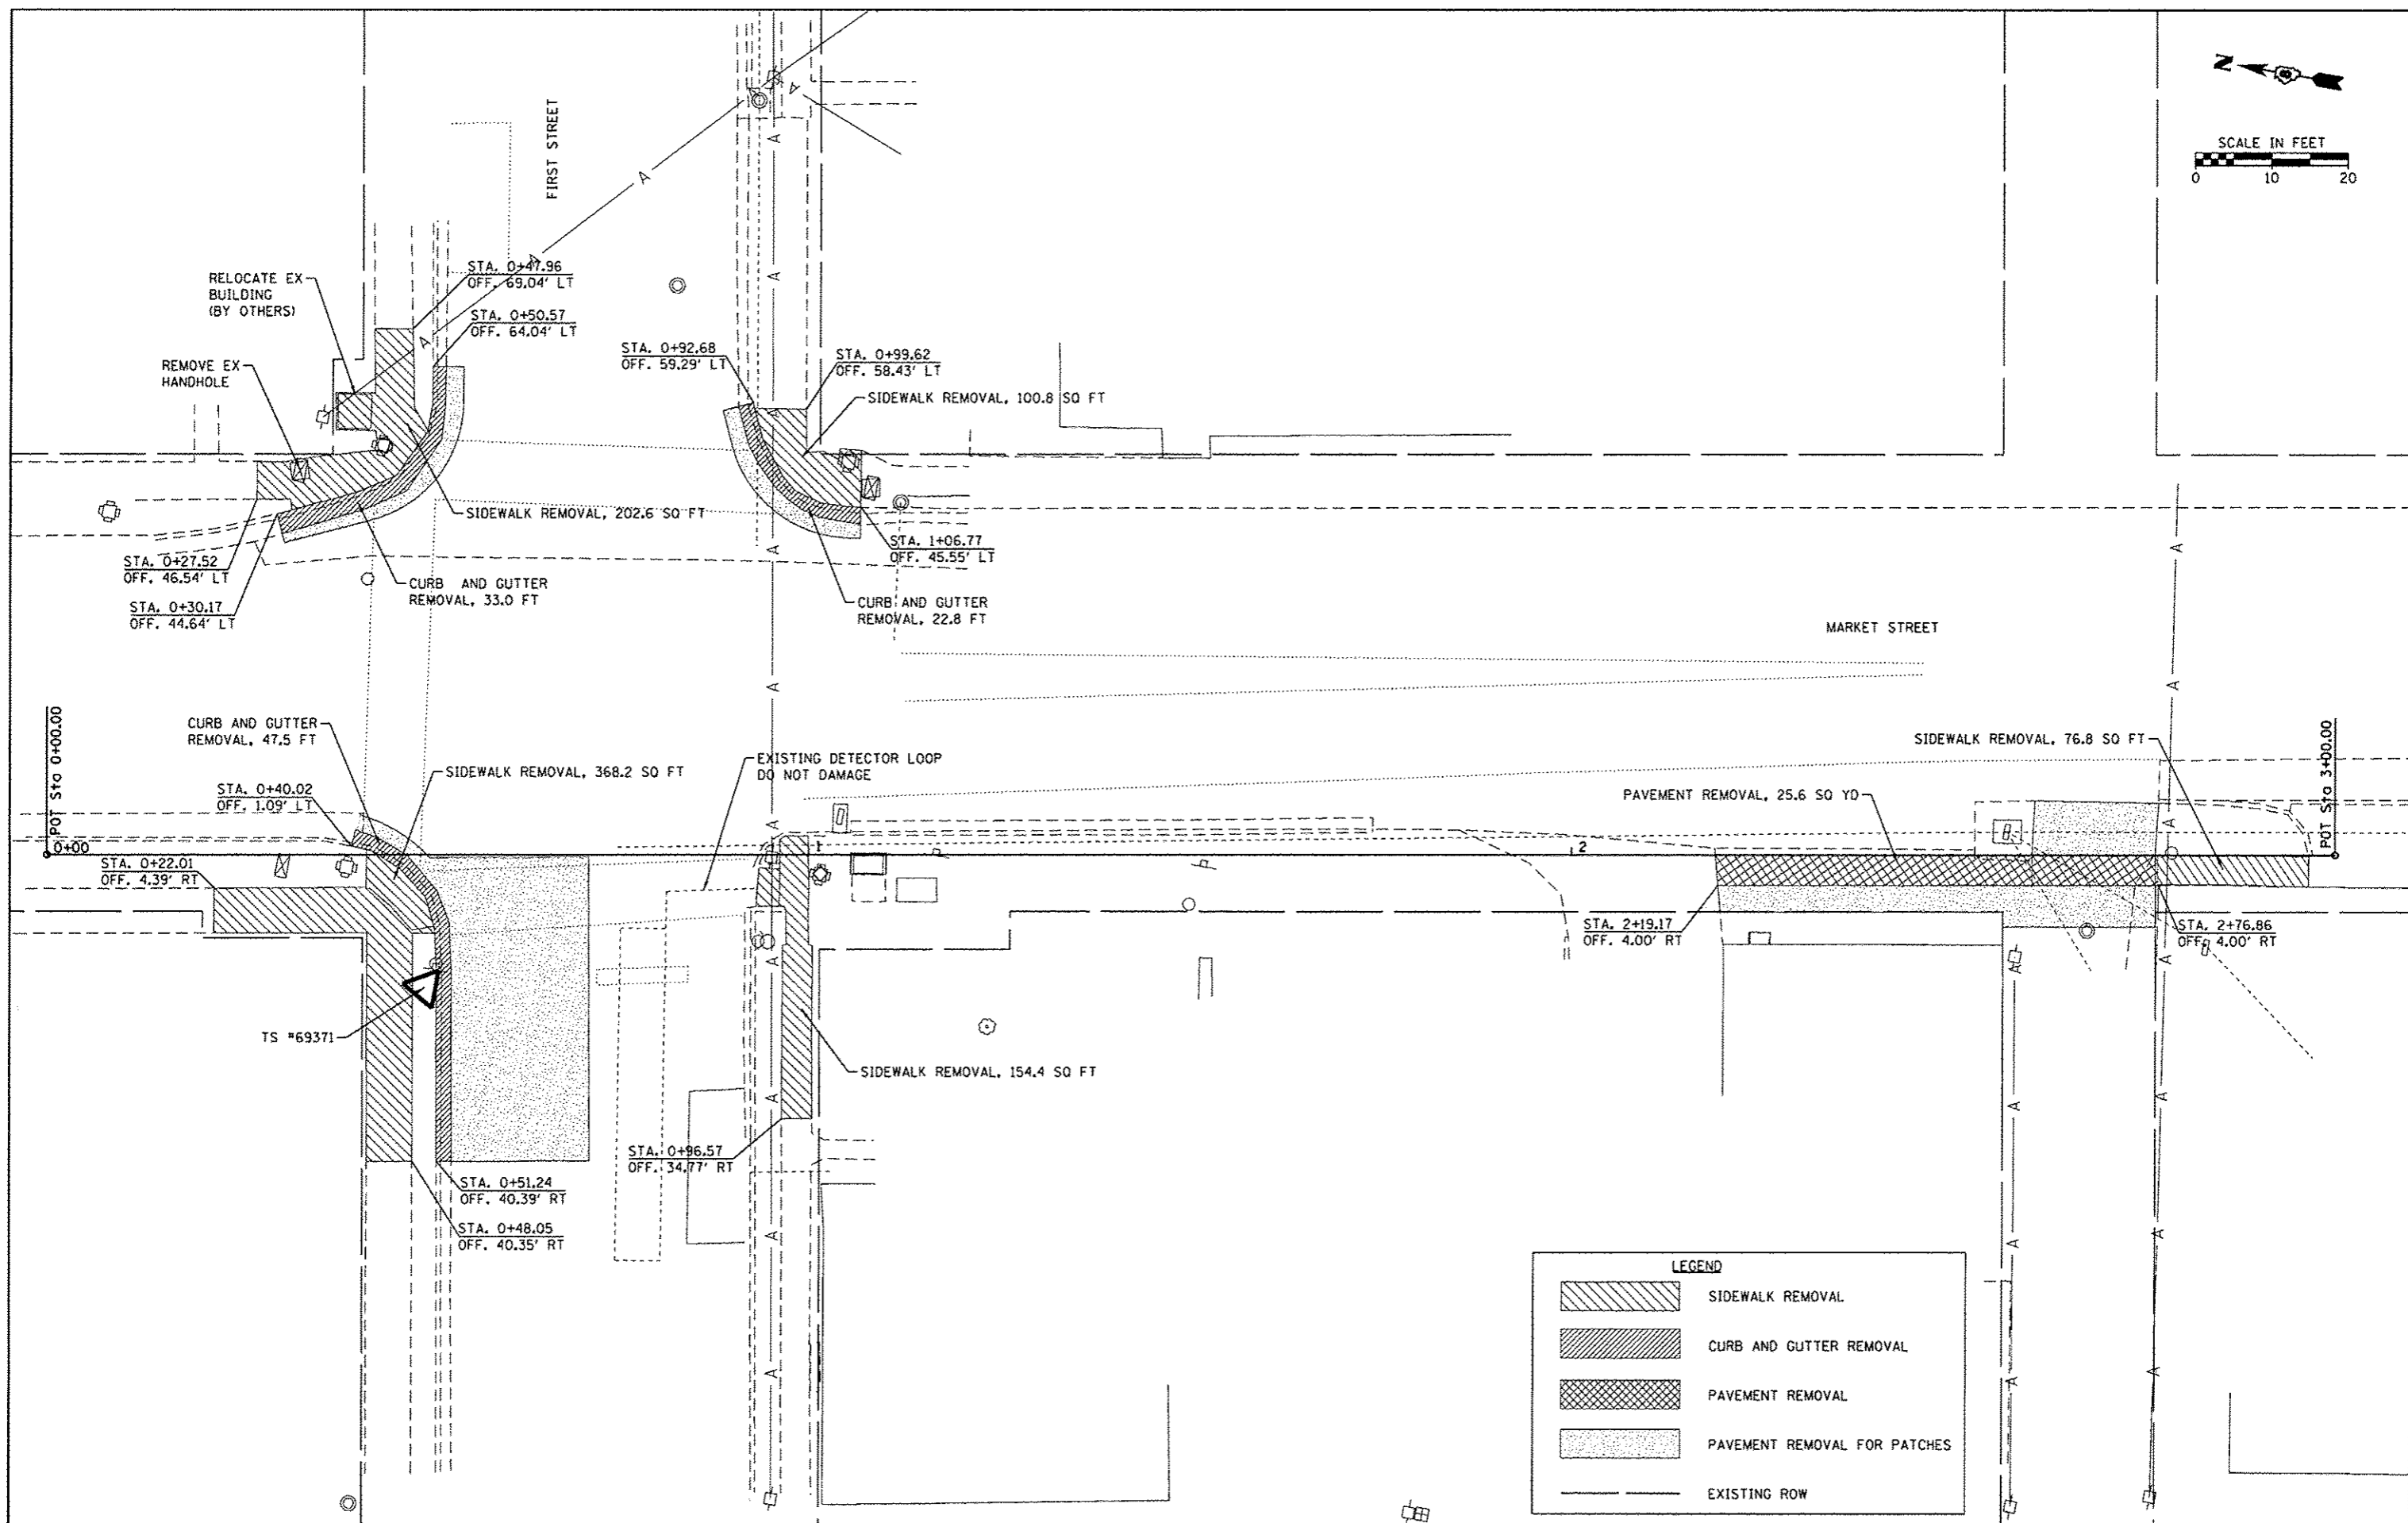 N
SCALE IN FEET
0 10 20
FIRST STREET
RELOCATE EX
BUILDING
(BY OTHERS)
REMOVE EX
HANDHOLE
STA. 0+47.96
OFF. 69.04' LT
STA. 0+50.57
OFF. 64.04' LT
STA. 0+92.68
OFF. 59.29' LT
STA. 0+99.62
OFF. 58.43' LT
SIDEWALK REMOVAL, 100.8 SQ FT
SIDEWALK REMOVAL, 202.6 SQ FT
STA. 0+27.52
OFF. 46.54' LT
STA. 0+30.17
OFF. 44.64' LT
CURB AND GUTTER
REMOVAL, 33.0 FT
STA. 1+06.77
OFF. 45.55' LT
CURB AND GUTTER
REMOVAL, 22.8 FT
MARKET STREET
CURB AND GUTTER
REMOVAL, 47.5 FT
SIDEWALK REMOVAL, 368.2 SQ FT
EXISTING DETECTOR LOOP
DO NOT DAMAGE
SIDEWALK REMOVAL, 76.8 SQ FT
PAVEMENT REMOVAL, 25.6 SQ YD
POT Sta 0+00.00
POT Sta 3+00.00
STA. 0+40.02
OFF. 1.09' LT
0+00
1
2
STA. 0+22.01
OFF. 4.39' RT
STA. 2+19.17
OFF. 4.00' RT
STA. 2+76.86
OFF. 4.00' RT
TS #69371
SIDEWALK REMOVAL, 154.4 SQ FT
STA. 0+96.57
OFF. 34.77' RT
STA. 0+51.24
OFF. 40.39' RT
STA. 0+48.05
OFF. 40.35' RT
LEGEND
SIDEWALK REMOVAL
CURB AND GUTTER REMOVAL
PAVEMENT REMOVAL
PAVEMENT REMOVAL FOR PATCHES
EXISTING ROW